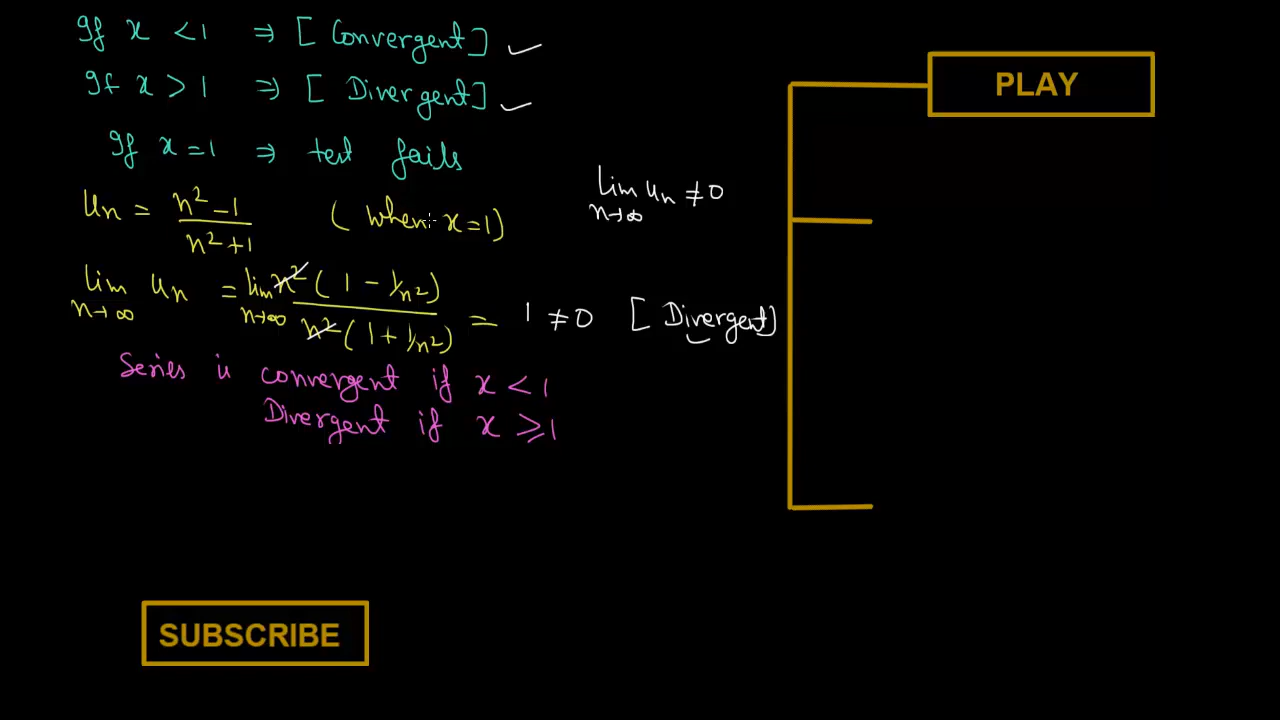 If x < 1 ⇒ [ Convergent ] ✓
If x > 1 ⇒ [ Divergent ] ✓
If x = 1 ⇒ test fails
Un = (n² - 1)/(n² + 1) ( when x = 1 )
lim n→∞ Un ≠ 0
lim n→∞ Un = lim n→∞ n² ( 1 - 1/n² ) / n² ( 1 + 1/n² ) = 1 ≠ 0 [ Divergent ]
Series is convergent if x < 1
Divergent if x ⩾ 1
PLAY
SUBSCRIBE